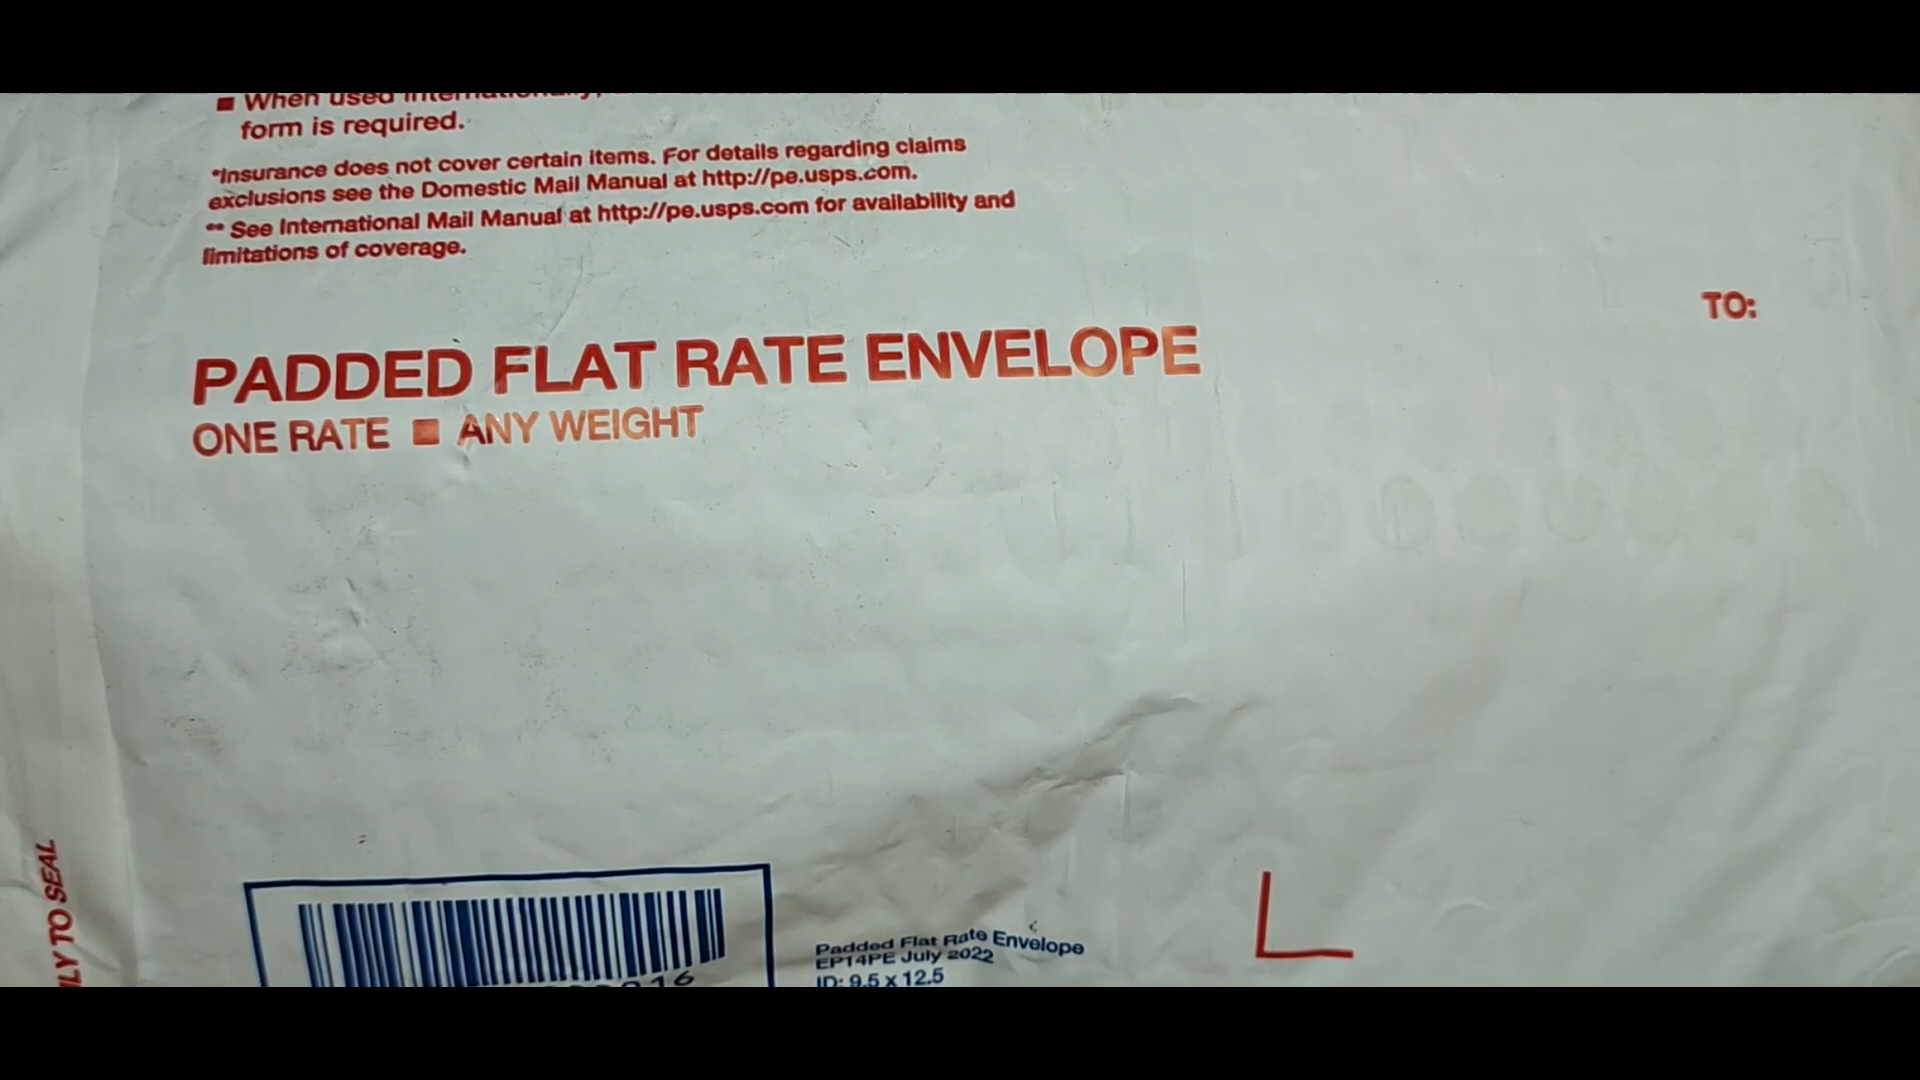 ■ When used internationally,
form is required.
*Insurance does not cover certain items. For details regarding claims
exclusions see the Domestic Mail Manual at http://pe.usps.com.
** See International Mail Manual at http://pe.usps.com for availability and
limitations of coverage.
TO:
PADDED FLAT RATE ENVELOPE
ONE RATE ■ ANY WEIGHT
TO SEAL
Padded Flat Rate Envelope
EP14PE July 2022
ID: 9.5 x 12.5